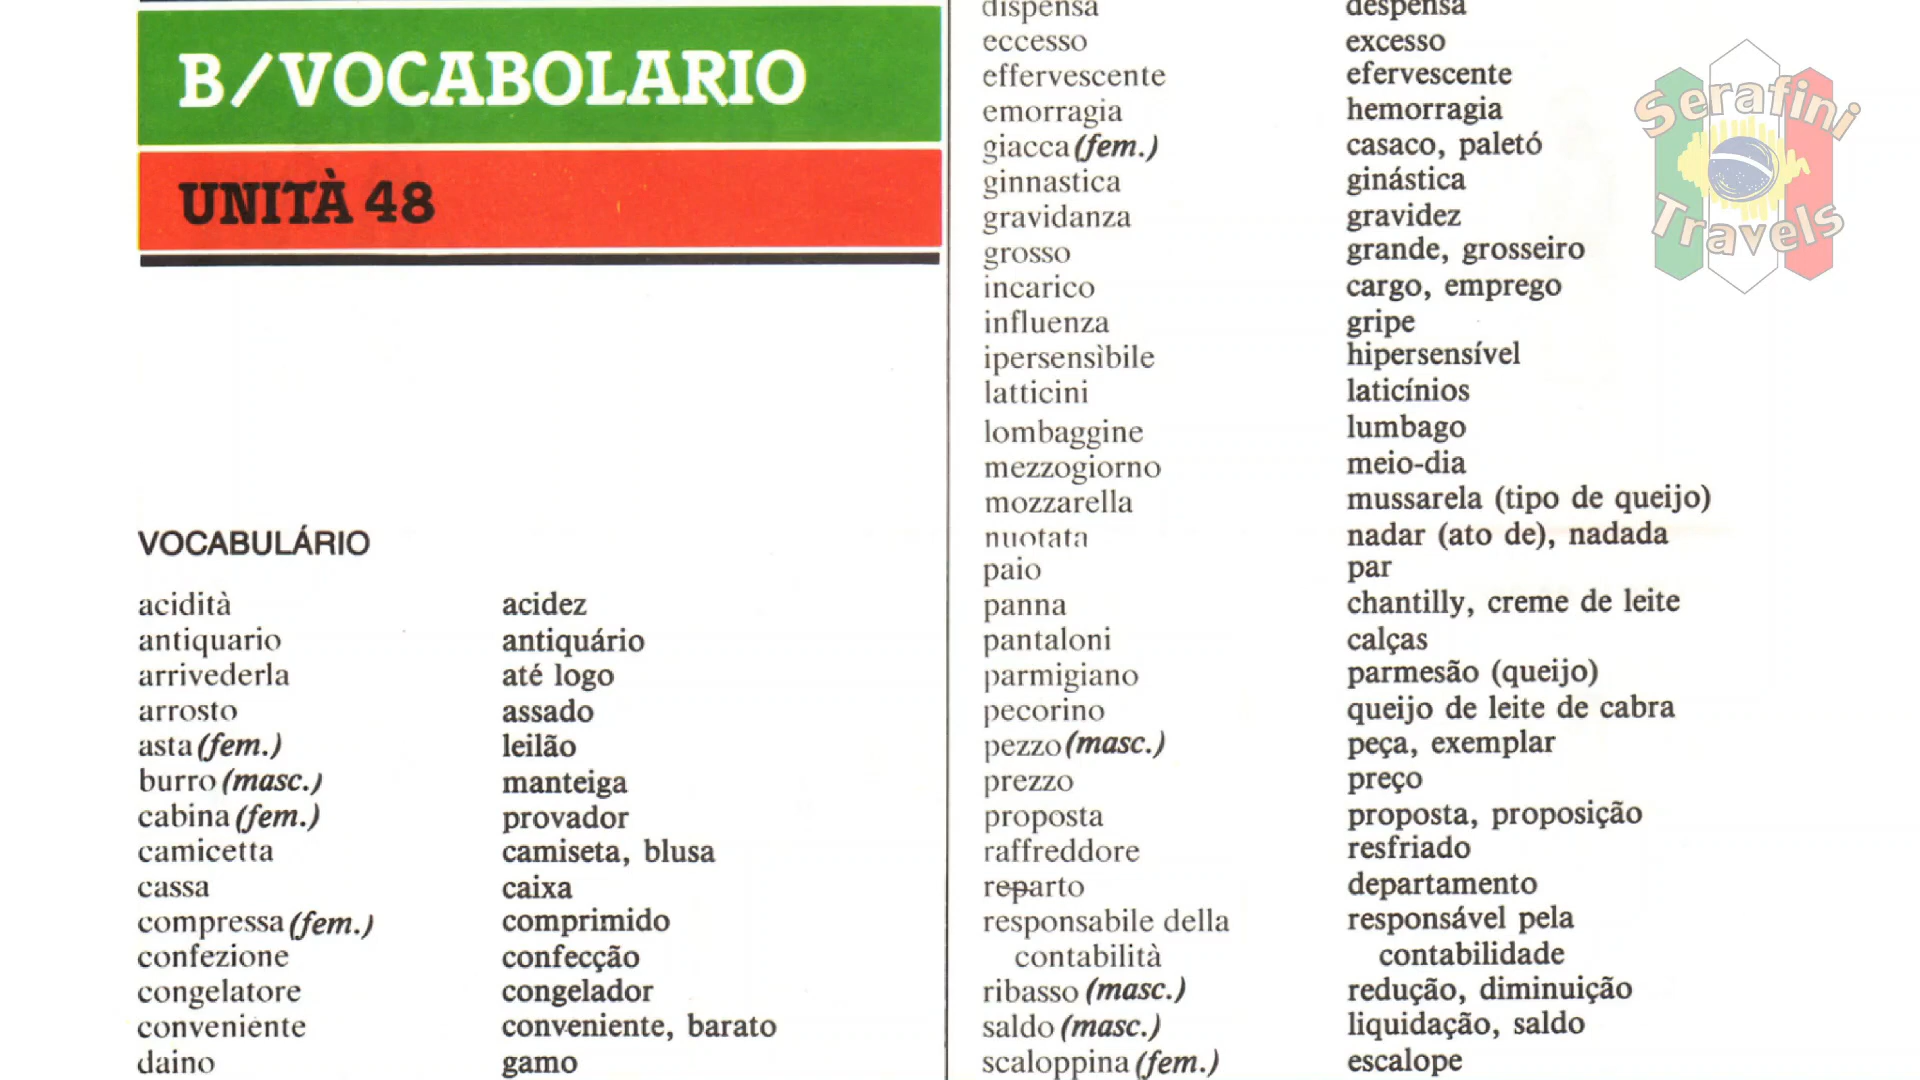 B/VOCABOLARIO
UNITÀ 48
VOCABULÁRIO
acidità acidez
antiquario antiquário
arrivederla até logo
arrosto assado
asta (fem.) leilão
burro (masc.) manteiga
cabina (fem.) provador
camicetta camiseta, blusa
cassa caixa
compressa (fem.) comprimido
confezione confecção
congelatore congelador
conveniente conveniente, barato
daino gamo
dispensa despensa
eccesso excesso
effervescente efervescente
emorragia hemorragia
giacca (fem.) casaco, paletó
ginnastica ginástica
gravidanza gravidez
grosso grande, grosseiro
incarico cargo, emprego
influenza gripe
ipersensìbile hipersensível
latticini laticínios
lombaggine lumbago
mezzogiorno meio-dia
mozzarella mussarela (tipo de queijo)
nuotata nadar (ato de), nadada
paio par
panna chantilly, creme de leite
pantaloni calças
parmigiano parmesão (queijo)
pecorino queijo de leite de cabra
pezzo (masc.) peça, exemplar
prezzo preço
proposta proposta, proposição
raffreddore resfriado
reparto departamento
responsabile della responsável pela
contabilità contabilidade
ribasso (masc.) redução, diminuição
saldo (masc.) liquidação, saldo
scaloppina (fem.) escalope
Serafini
Travels